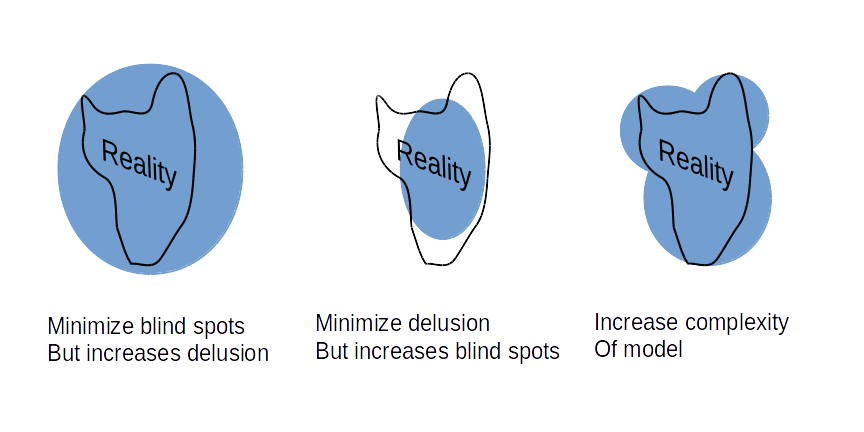 Reality
Reality
Reality
Minimize blind spots
But increases delusion
Minimize delusion
But increases blind spots
Increase complexity
Of model